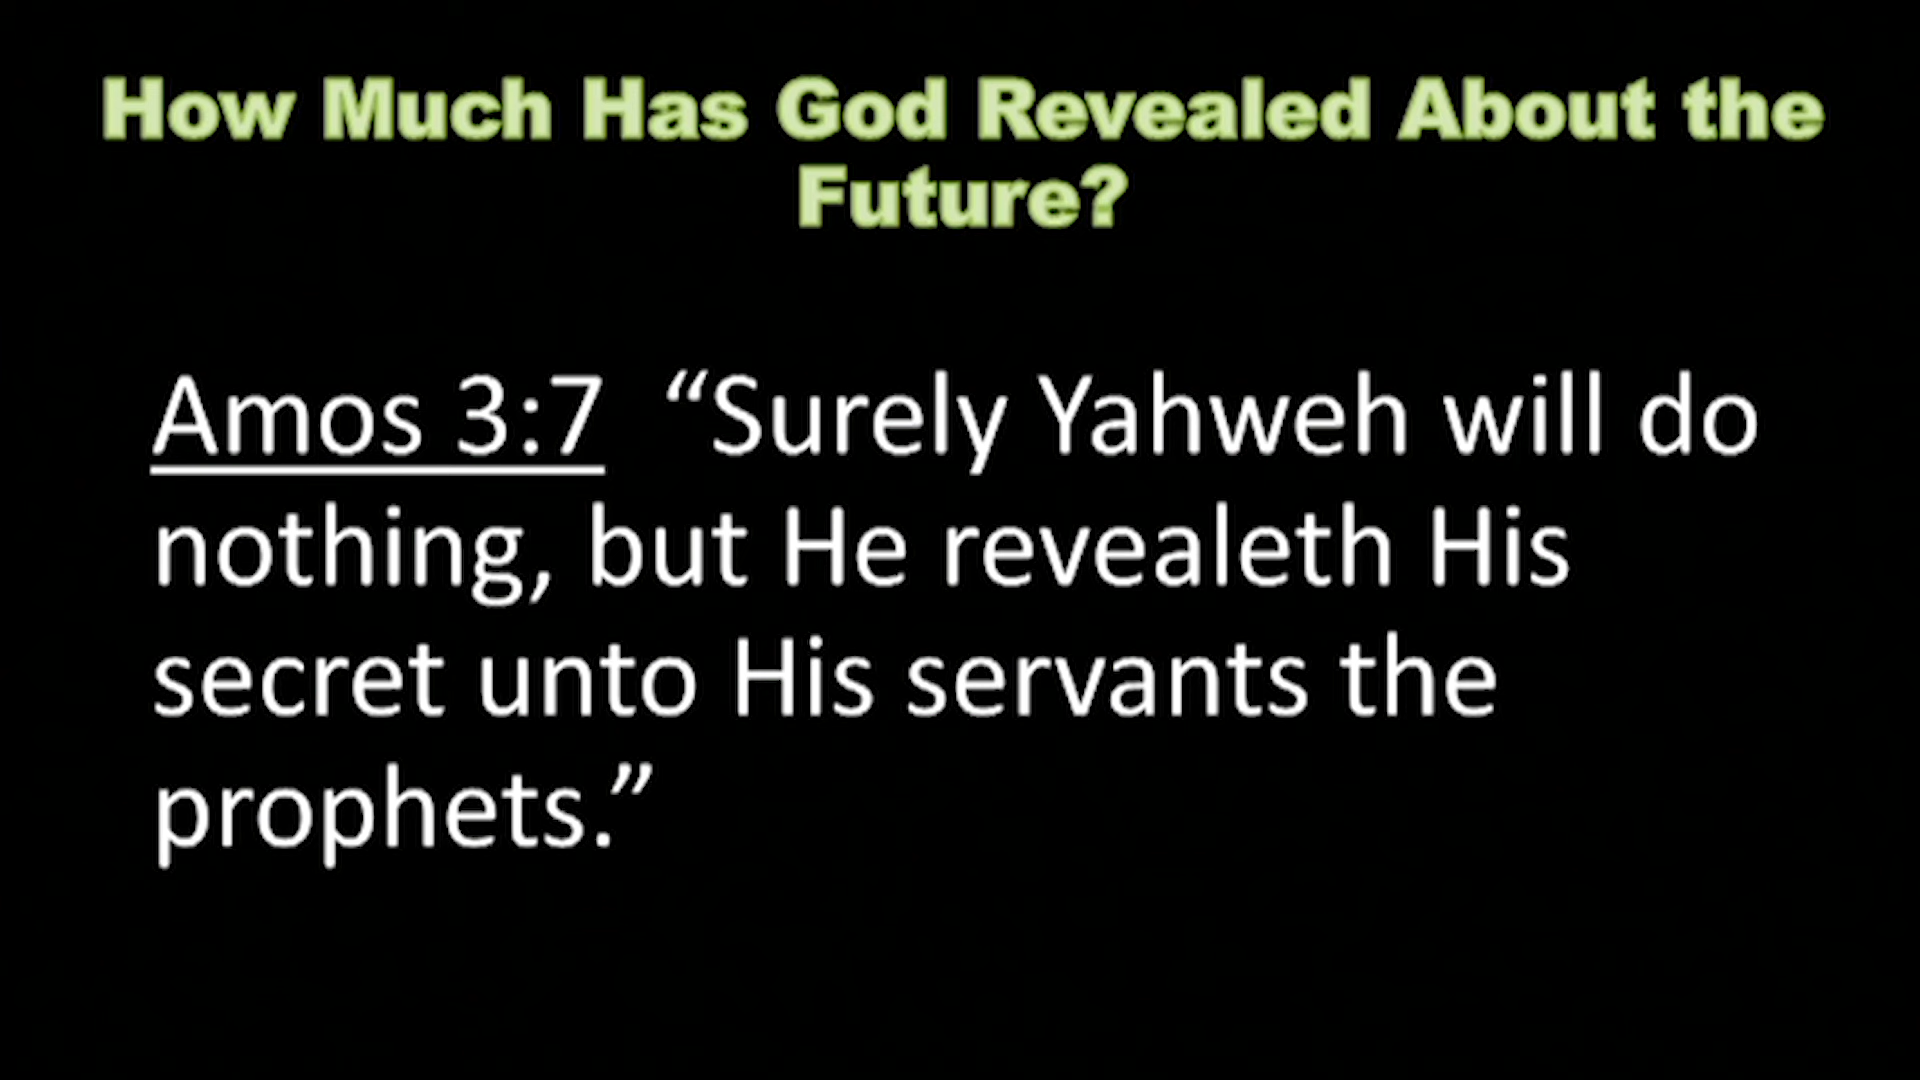 How Much Has God Revealed About the
Future?
Amos 3:7  “Surely Yahweh will do
nothing, but He revealeth His
secret unto His servants the
prophets.”